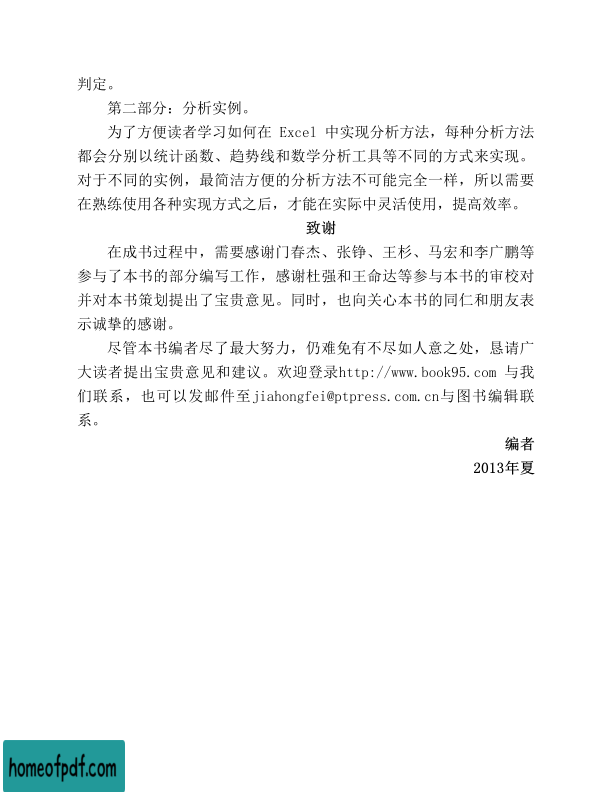 判定。
第二部分：分析实例。
为了方便读者学习如何在 Excel 中实现分析方法，每种分析方法
都会分别以统计函数、趋势线和数学分析工具等不同的方式来实现。
对于不同的实例，最简洁方便的分析方法不可能完全一样，所以需要
在熟练使用各种实现方式之后，才能在实际中灵活使用，提高效率。
致谢
在成书过程中，需要感谢门春杰、张铮、王杉、马宏和李广鹏等
参与了本书的部分编写工作，感谢杜强和王命达等参与本书的审校对
并对本书策划提出了宝贵意见。同时，也向关心本书的同仁和朋友表
示诚挚的感谢。
尽管本书编者尽了最大努力，仍难免有不尽如人意之处，恳请广
大读者提出宝贵意见和建议。欢迎登录http://www.book95.com 与我
们联系，也可以发邮件至jiahongfei@ptpress.com.cn与图书编辑联
系。
编者
2013年夏
homeofpdf.com